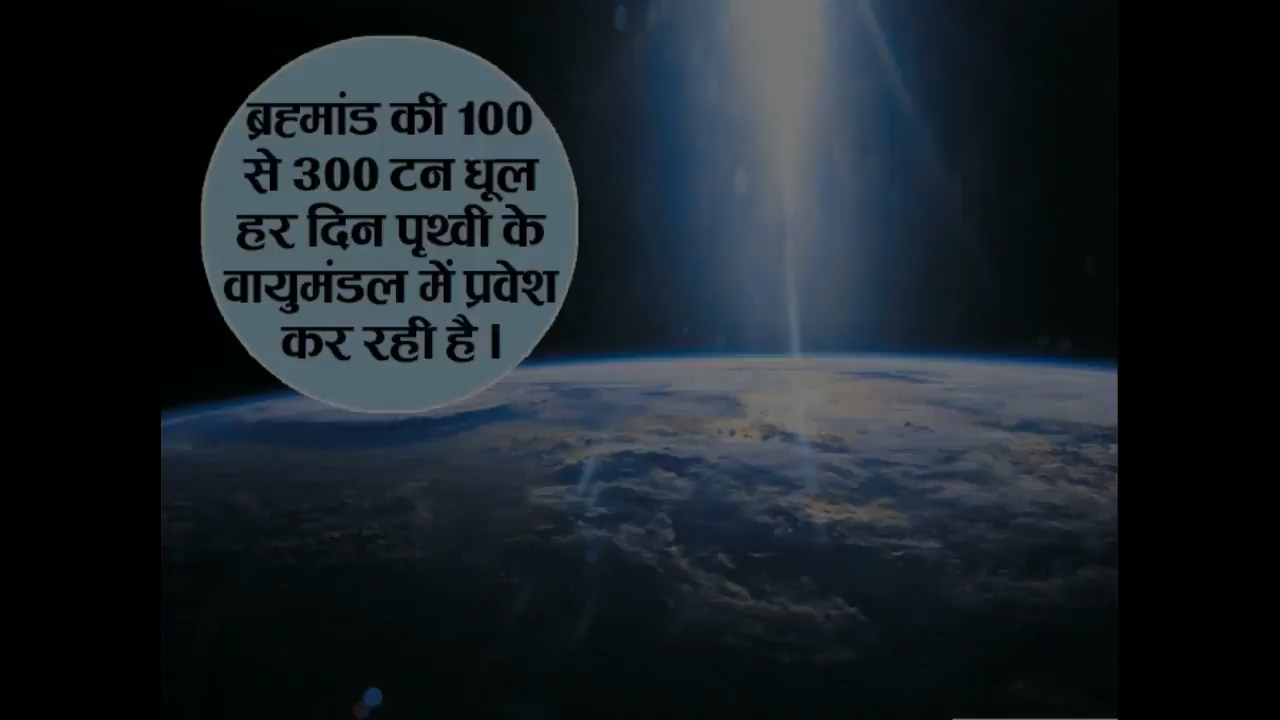 ब्रह्मांड की 100
से 300 टन धूल
हर दिन पृथ्वी के
वायुमंडल में प्रवेश
कर रही है ।